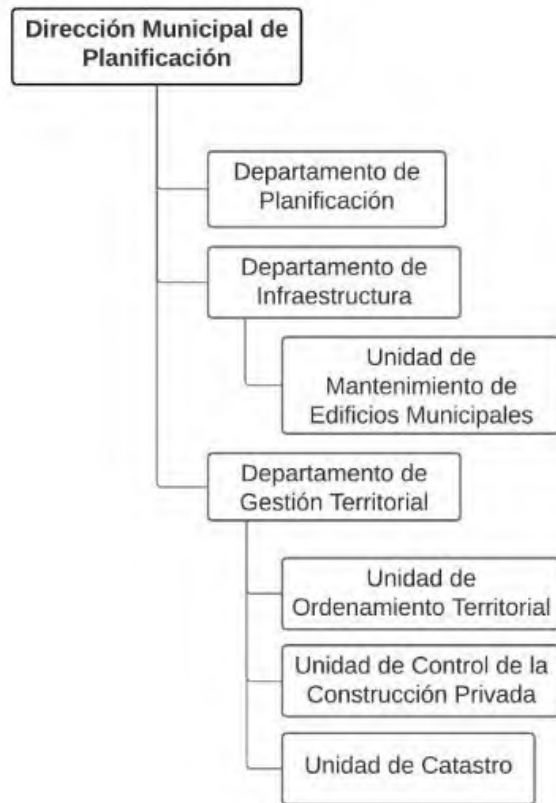 Dirección Municipal de
Planificación
Departamento de
Planificación
Departamento de
Infraestructura
Unidad de
Mantenimiento de
Edificios Municipales
Departamento de
Gestión Territorial
Unidad de
Ordenamiento Territorial
Unidad de Control de la
Construcción Privada
Unidad de Catastro